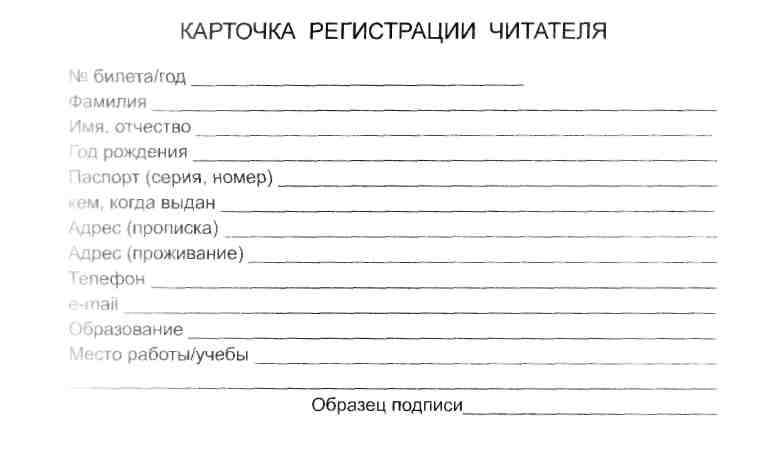 КАРТОЧКА РЕГИСТРАЦИИ ЧИТАТЕЛЯ
№ билета/год
Фамилия
Имя, отчество
Год рождения
Паспорт (серия, номер)
кем, когда выдан
Адрес (прописка)
Адрес (проживание)
Телефон
e-mail
Образование
Место работы/учебы
Образец подписи